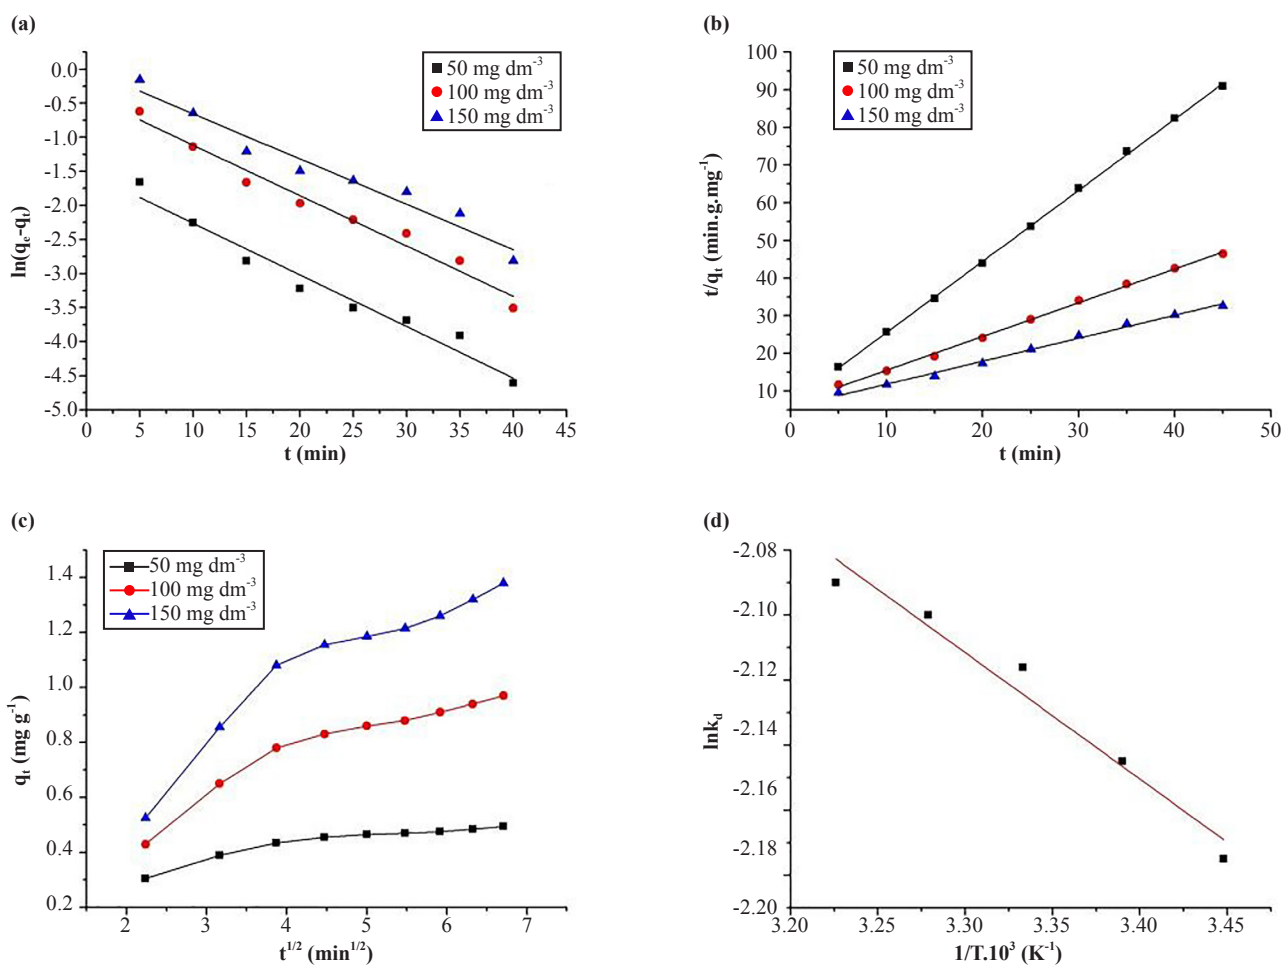 (a)
50 mg dm-3
100 mg dm-3
150 mg dm-3
0.0
-0.5
-1.0
-1.5
-2.0
-2.5
-3.0
-3.5
-4.0
-4.5
-5.0
ln(qe-qt)
0 5 10 15 20 25 30 35 40 45
t (min)
(b)
50 mg dm-3
100 mg dm-3
150 mg dm-3
100
90
80
70
60
50
40
30
20
10
t/qt (min.g.mg-1)
0 10 20 30 40 50
t (min)
(c)
50 mg dm-3
100 mg dm-3
150 mg dm-3
1.4
1.2
1.0
0.8
0.6
0.4
0.2
qt (mg g-1)
2 3 4 5 6 7
t1/2 (min1/2)
(d)
-2.08
-2.10
-2.12
-2.14
-2.16
-2.18
-2.20
lnkd
3.20 3.25 3.30 3.35 3.40 3.45
1/T.103 (K-1)